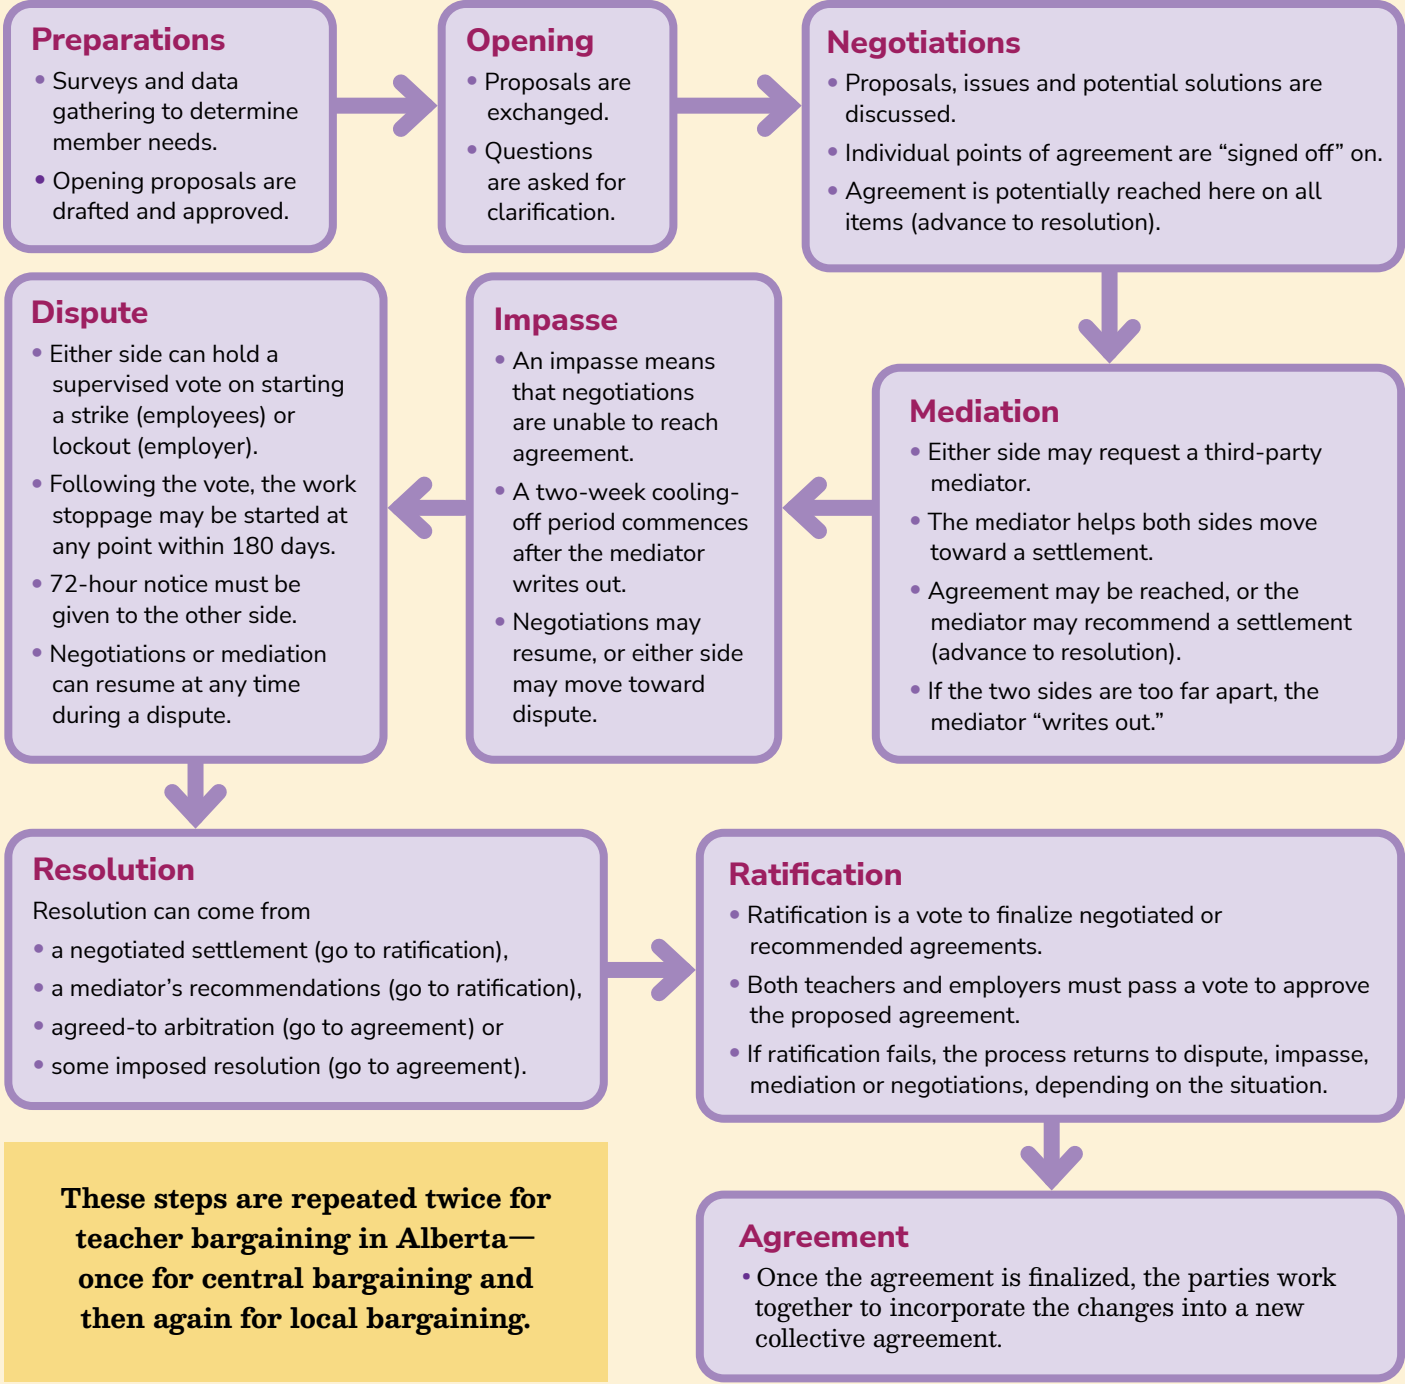 Preparations
• Surveys and data
gathering to determine
member needs.
• Opening proposals are
drafted and approved.
Opening
• Proposals are
exchanged.
• Questions
are asked for
clarification.
Negotiations
• Proposals, issues and potential solutions are
discussed.
• Individual points of agreement are “signed off” on.
• Agreement is potentially reached here on all
items (advance to resolution).
Mediation
• Either side may request a third-party
mediator.
• The mediator helps both sides move
toward a settlement.
• Agreement may be reached, or the
mediator may recommend a settlement
(advance to resolution).
• If the two sides are too far apart, the
mediator “writes out.”
Impasse
• An impasse means
that negotiations
are unable to reach
agreement.
• A two-week cooling-
off period commences
after the mediator
writes out.
• Negotiations may
resume, or either side
may move toward
dispute.
Dispute
• Either side can hold a
supervised vote on starting
a strike (employees) or
lockout (employer).
• Following the vote, the work
stoppage may be started at
any point within 180 days.
• 72-hour notice must be
given to the other side.
• Negotiations or mediation
can resume at any time
during a dispute.
Resolution
Resolution can come from
• a negotiated settlement (go to ratification),
• a mediator’s recommendations (go to ratification),
• agreed-to arbitration (go to agreement) or
• some imposed resolution (go to agreement).
Ratification
• Ratification is a vote to finalize negotiated or
recommended agreements.
• Both teachers and employers must pass a vote to approve
the proposed agreement.
• If ratification fails, the process returns to dispute, impasse,
mediation or negotiations, depending on the situation.
Agreement
• Once the agreement is finalized, the parties work
together to incorporate the changes into a new
collective agreement.
These steps are repeated twice for
teacher bargaining in Alberta—
once for central bargaining and
then again for local bargaining.